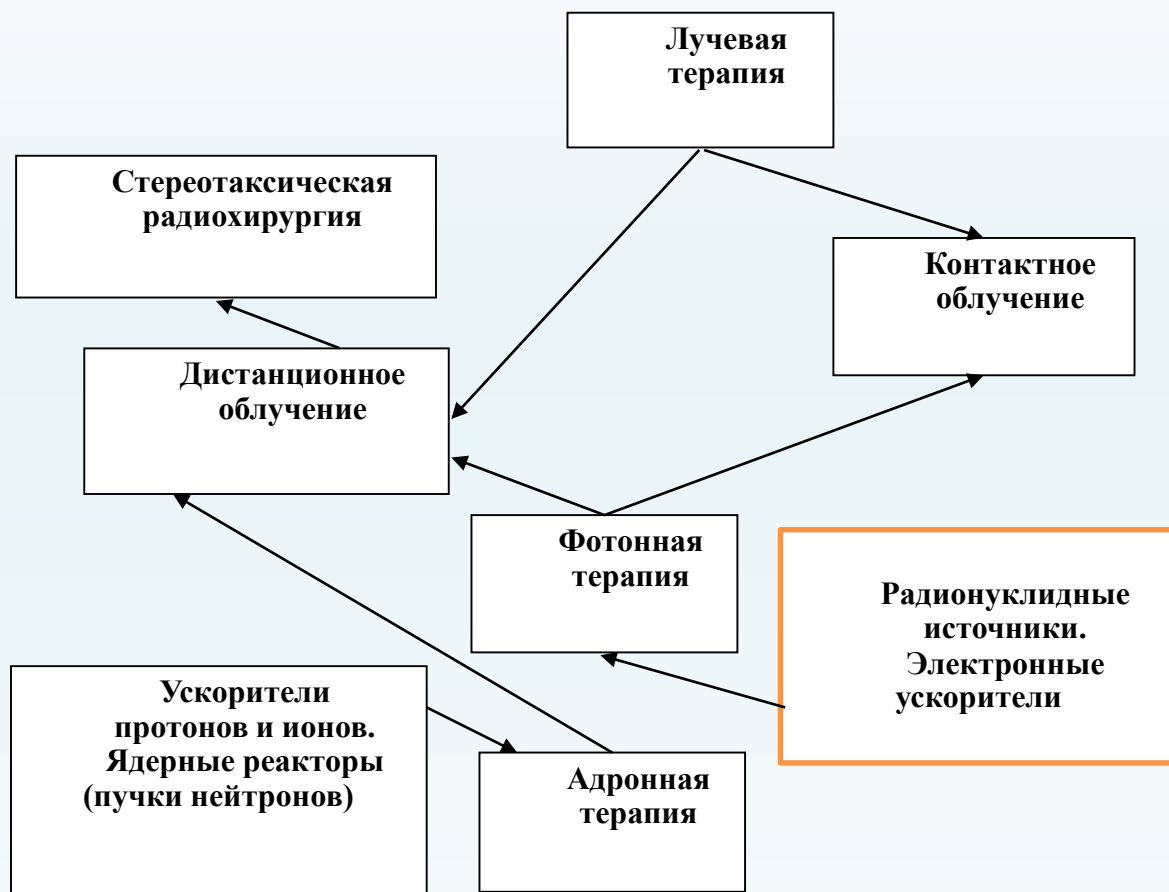 Лучевая
терапия
Стереотаксическая
радиохирургия
Контактное
облучение
Дистанционное
облучение
Фотонная
терапия
Радионуклидные
источники.
Электронные
ускорители
Ускорители
протонов и ионов.
Ядерные реакторы
(пучки нейтронов)
Адронная
терапия